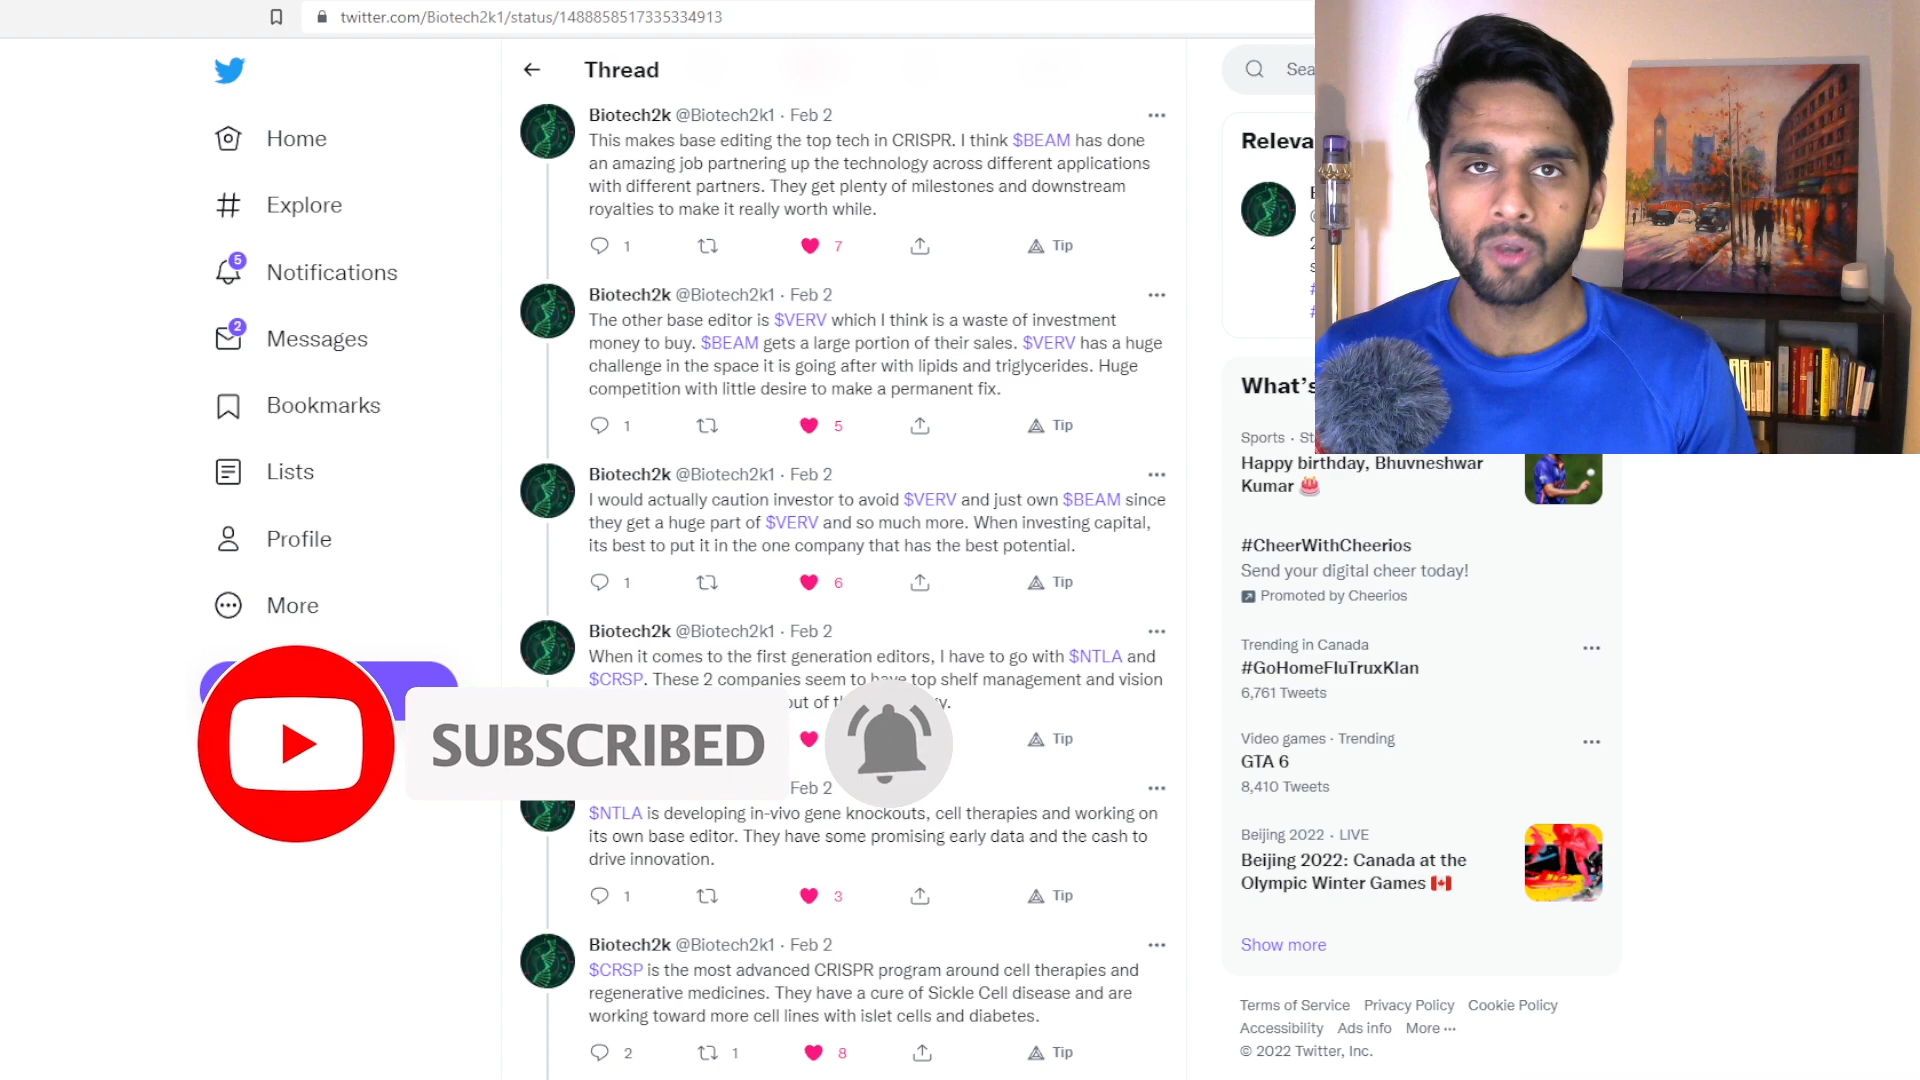 twitter.com/Biotech2k1/status/1488858517335334913
Home
Explore
5
Notifications
2
Messages
Bookmarks
Lists
Profile
More
Thread
Biotech2k @Biotech2k1 · Feb 2
This makes base editing the top tech in CRISPR. I think $BEAM has done
an amazing job partnering up the technology across different applications
with different partners. They get plenty of milestones and downstream
royalties to make it really worth while.
1 7 Tip
Biotech2k @Biotech2k1 · Feb 2
The other base editor is $VERV which I think is a waste of investment
money to buy. $BEAM gets a large portion of their sales. $VERV has a huge
challenge in the space it is going after with lipids and triglycerides. Huge
competition with little desire to make a permanent fix.
1 5 Tip
Biotech2k @Biotech2k1 · Feb 2
I would actually caution investor to avoid $VERV and just own $BEAM since
they get a huge part of $VERV and so much more. When investing capital,
its best to put it in the one company that has the best potential.
1 6 Tip
Biotech2k @Biotech2k1 · Feb 2
When it comes to the first generation editors, I have to go with $NTLA and
$CRSP. These 2 companies seem to have top shelf management and vision
out of
Tip
SUBSCRIBED
Feb 2
$NTLA is developing in-vivo gene knockouts, cell therapies and working on
its own base editor. They have some promising early data and the cash to
drive innovation.
1 3 Tip
Biotech2k @Biotech2k1 · Feb 2
$CRSP is the most advanced CRISPR program around cell therapies and
regenerative medicines. They have a cure of Sickle Cell disease and are
working toward more cell lines with islet cells and diabetes.
2 1 8 Tip
Sea
Releva
What's
Sports · St
Happy birthday, Bhuvneshwar
Kumar 🎂
#CheerWithCheerios
Send your digital cheer today!
Promoted by Cheerios
Trending in Canada
#GoHomeFluTruxKlan
6,761 Tweets
Video games · Trending
GTA 6
8,410 Tweets
Beijing 2022 · LIVE
Beijing 2022: Canada at the
Olympic Winter Games 🇨🇦
Show more
Terms of Service Privacy Policy Cookie Policy
Accessibility Ads info More ···
© 2022 Twitter, Inc.